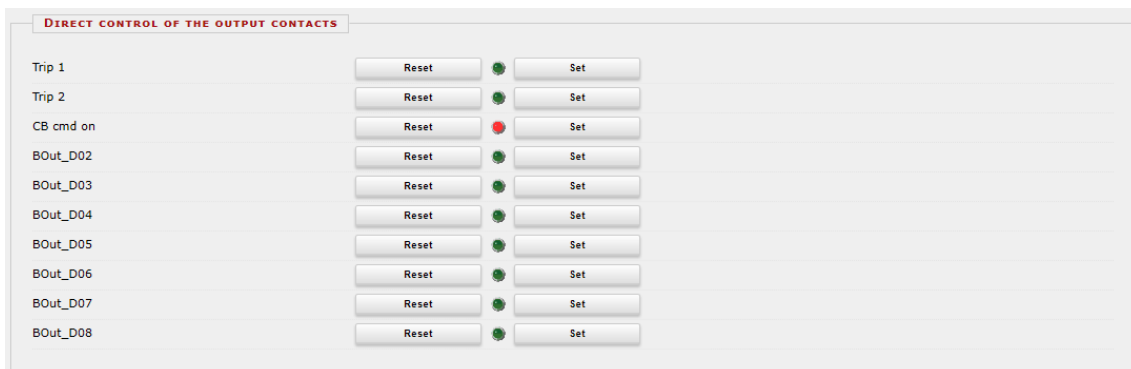 DIRECT CONTROL OF THE OUTPUT CONTACTS
Trip 1 Reset Set
Trip 2 Reset Set
CB cmd on Reset Set
BOut_D02 Reset Set
BOut_D03 Reset Set
BOut_D04 Reset Set
BOut_D05 Reset Set
BOut_D06 Reset Set
BOut_D07 Reset Set
BOut_D08 Reset Set